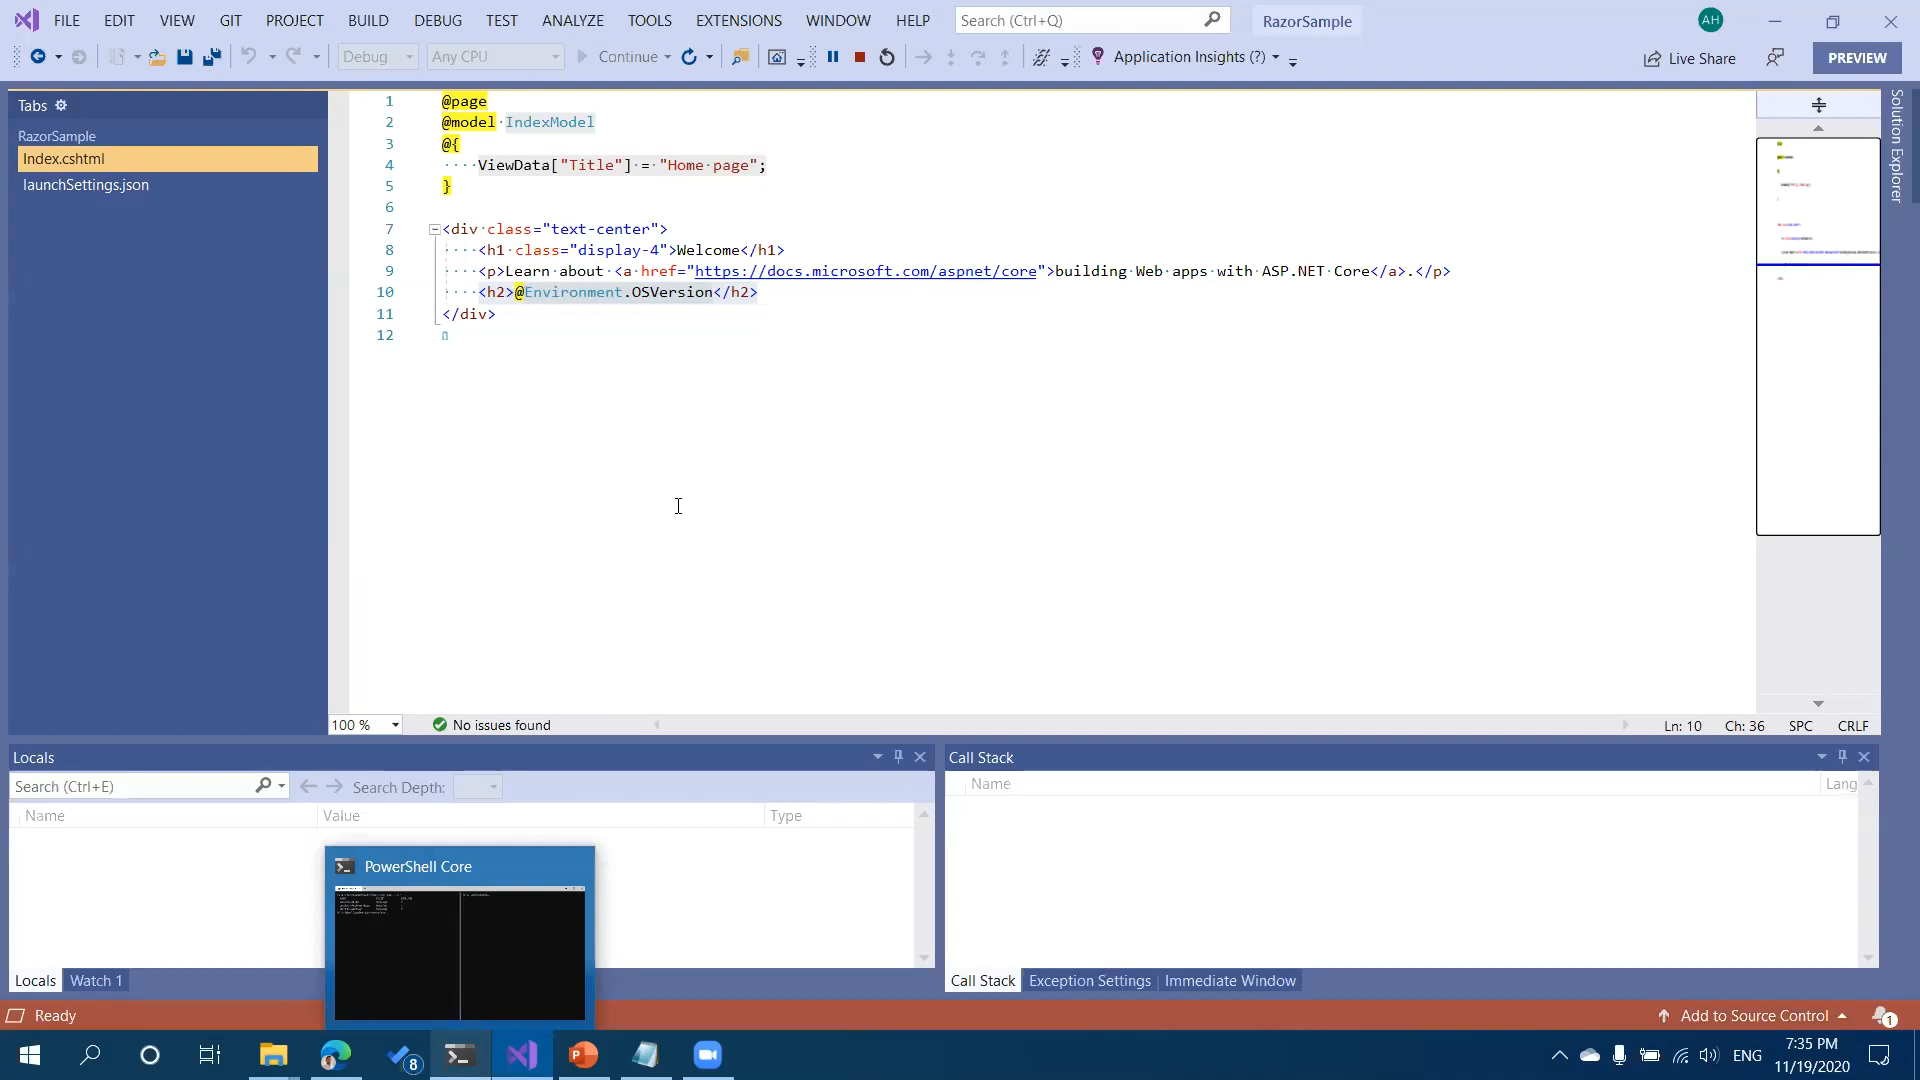 FILE EDIT VIEW GIT PROJECT BUILD DEBUG TEST ANALYZE TOOLS EXTENSIONS WINDOW HELP Search (Ctrl+Q) RazorSample AH
Debug Any CPU Continue Application Insights (?) Live Share PREVIEW
Tabs
RazorSample
Index.cshtml
launchSettings.json
1 @page
2 @model IndexModel
3 @{
4 ViewData["Title"] = "Home page";
5 }
6
7 <div class="text-center">
8 <h1 class="display-4">Welcome</h1>
9 <p>Learn about <a href="https://docs.microsoft.com/aspnet/core">building Web apps with ASP.NET Core</a>.</p>
10 <h2>@Environment.OSVersion</h2>
11 </div>
12
Solution Explorer
100 % No issues found Ln: 10 Ch: 36 SPC CRLF
Locals
Search (Ctrl+E) Search Depth:
Name Value Type
Call Stack
Name Lang
PowerShell Core
Locals Watch 1
Call Stack Exception Settings Immediate Window
Ready Add to Source Control 1
8 ENG 7:35 PM
11/19/2020